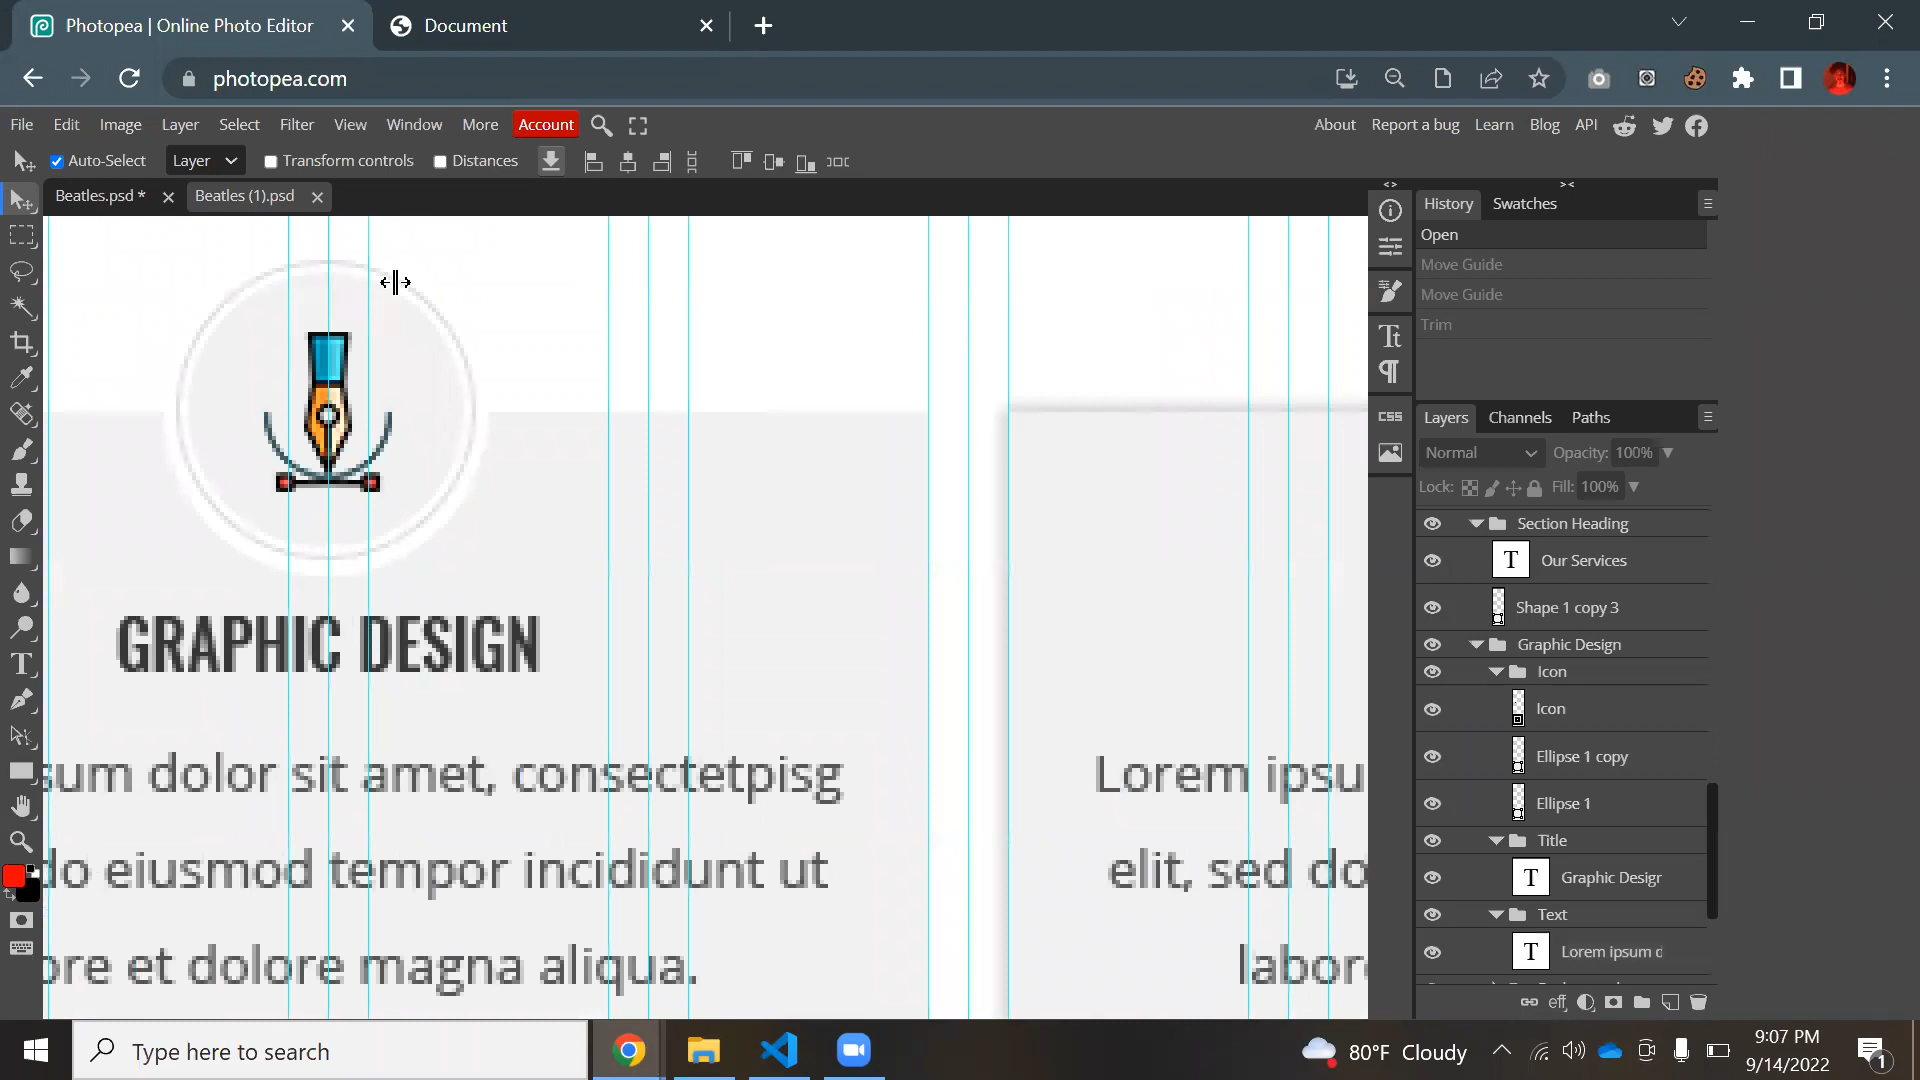 Photopea | Online Photo Editor
Document
photopea.com
File Edit Image Layer Select Filter View Window More Account
About Report a bug Learn Blog API
Auto-Select Layer Transform controls Distances
Beatles.psd *
Beatles (1).psd
History Swatches
Open
Move Guide
Move Guide
Trim
Layers Channels Paths
Normal Opacity: 100%
Lock: Fill: 100%
Section Heading
T Our Services
Shape 1 copy 3
Graphic Design
Icon
Icon
Ellipse 1 copy
Ellipse 1
Title
T Graphic Desigr
Text
T Lorem ipsum d
eff
CSS
GRAPHIC DESIGN
sum dolor sit amet, consectetpisg
do eiusmod tempor incididunt ut
ore et dolore magna aliqua.
Lorem ipsu
elit, sed do
labor
Type here to search
80°F Cloudy
9:07 PM
9/14/2022
1